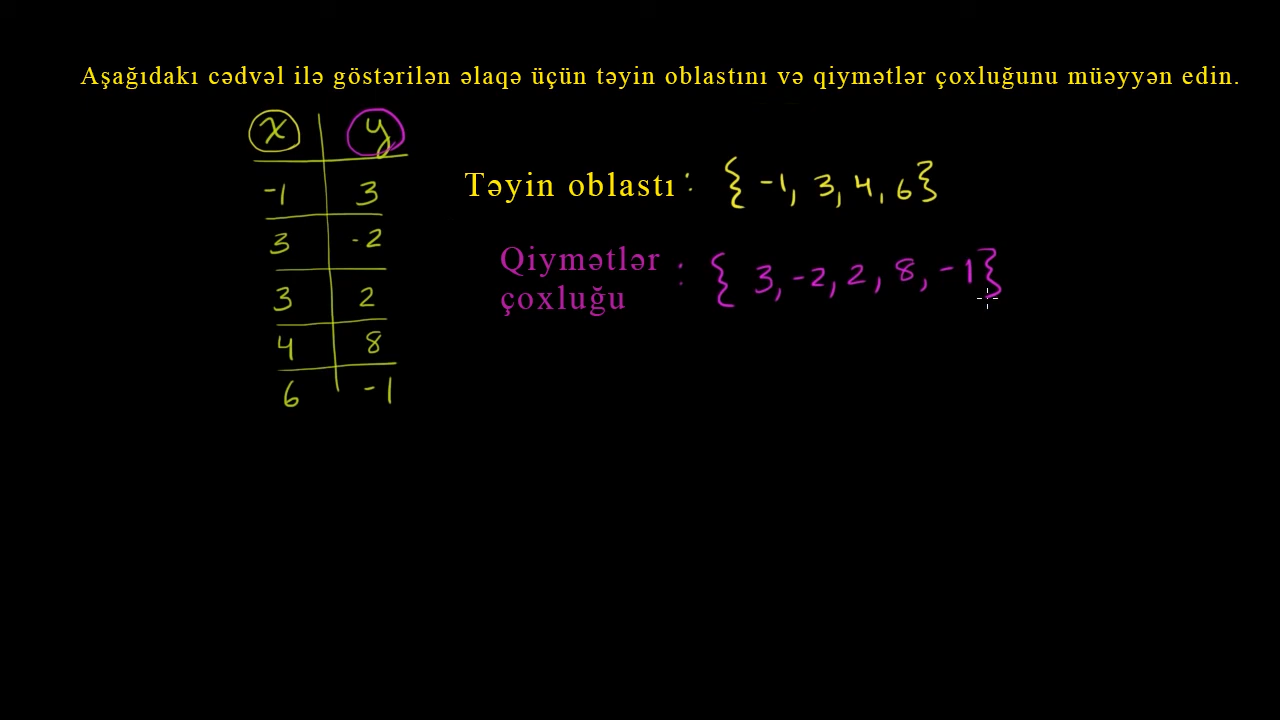 Aşağıdakı cədvəl ilə göstərilən əlaqə üçün təyin oblastını və qiymətlər çoxluğunu müəyyən edin.
x y
-1 3
3 -2
3 2
4 8
6 -1
Təyin oblastı : { -1, 3, 4, 6 }
Qiymətlər
çoxluğu : { 3, -2, 2, 8, -1 }